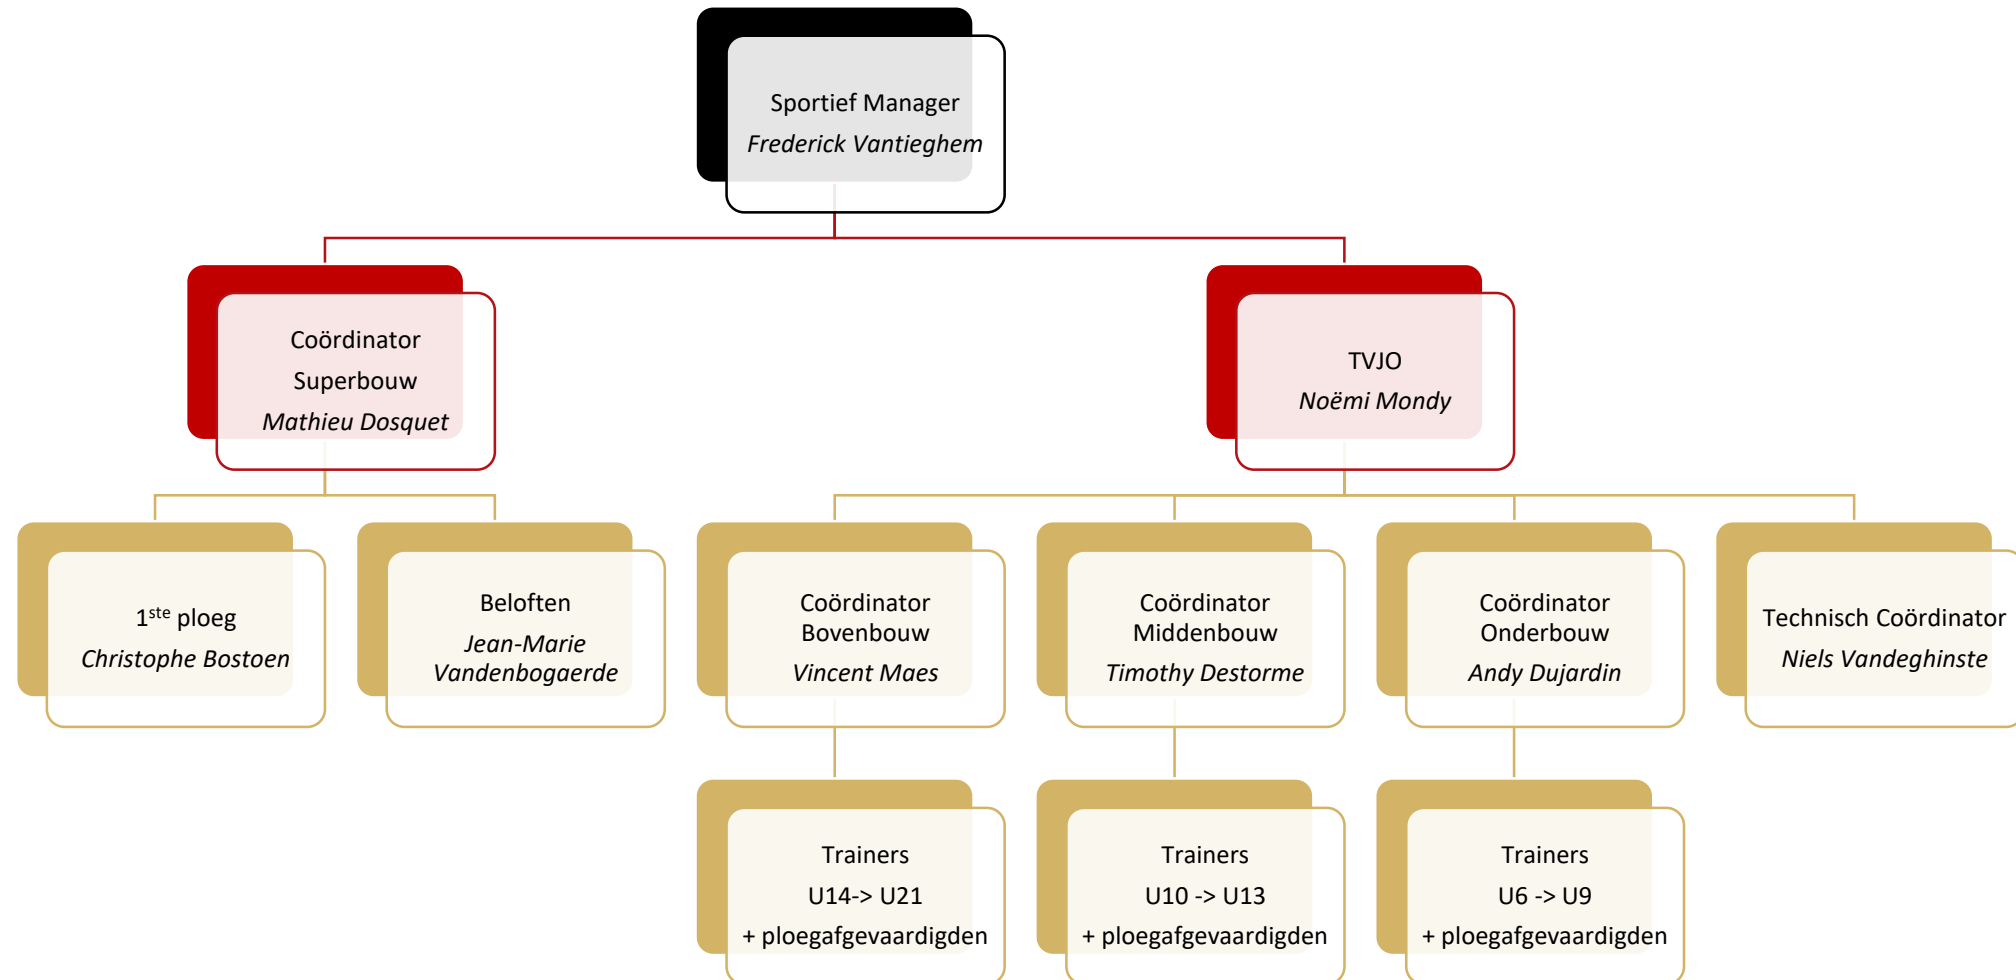 Sportief Manager
Frederick Vantieghem
Coördinator
Superbouw
Mathieu Dosquet
TVJO
Noëmi Mondy
1ste ploeg
Christophe Bostoen
Beloften
Jean-Marie
Vandenbogaerde
Coördinator
Bovenbouw
Vincent Maes
Coördinator
Middenbouw
Timothy Destorme
Coördinator
Onderbouw
Andy Dujardin
Technisch Coördinator
Niels Vandeghinste
Trainers
U14-> U21
+ ploegafgevaardigden
Trainers
U10 -> U13
+ ploegafgevaardigden
Trainers
U6 -> U9
+ ploegafgevaardigden